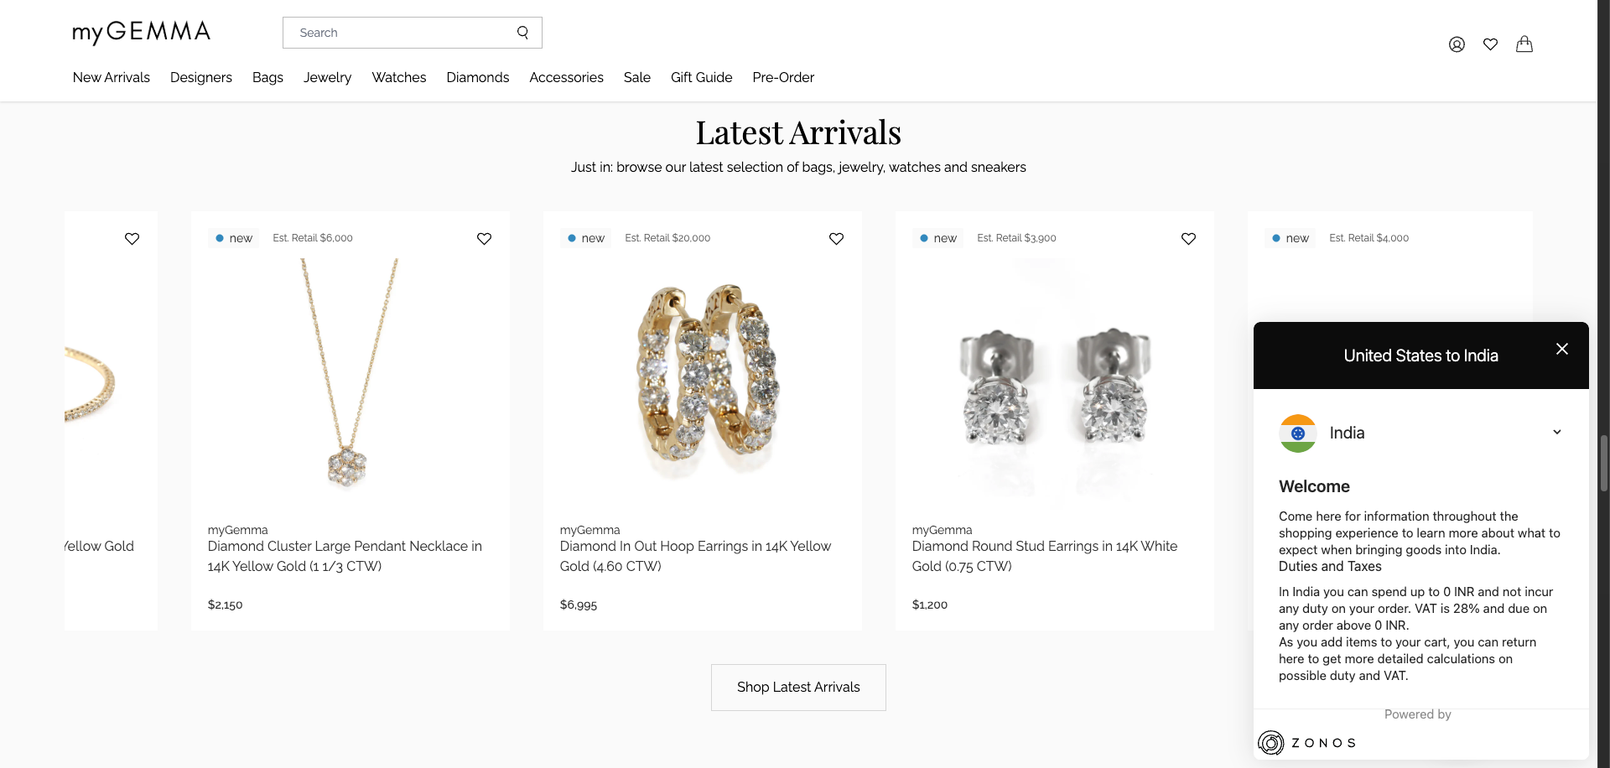 myGEMMA
Search
New Arrivals Designers Bags Jewelry Watches Diamonds Accessories Sale Gift Guide Pre-Order
Latest Arrivals
Just in: browse our latest selection of bags, jewelry, watches and sneakers
Yellow Gold
new Est. Retail $6,000
myGemma
Diamond Cluster Large Pendant Necklace in
14K Yellow Gold (1 1/3 CTW)
$2,150
new Est. Retail $20,000
myGemma
Diamond In Out Hoop Earrings in 14K Yellow
Gold (4.60 CTW)
$6,995
new Est. Retail $3,900
myGemma
Diamond Round Stud Earrings in 14K White
Gold (0.75 CTW)
$1,200
new Est. Retail $4,000
Shop Latest Arrivals
United States to India
India
Welcome
Come here for information throughout the
shopping experience to learn more about what to
expect when bringing goods into India.
Duties and Taxes
In India you can spend up to 0 INR and not incur
any duty on your order. VAT is 28% and due on
any order above 0 INR.
As you add items to your cart, you can return
here to get more detailed calculations on
possible duty and VAT.
Powered by
ZONOS